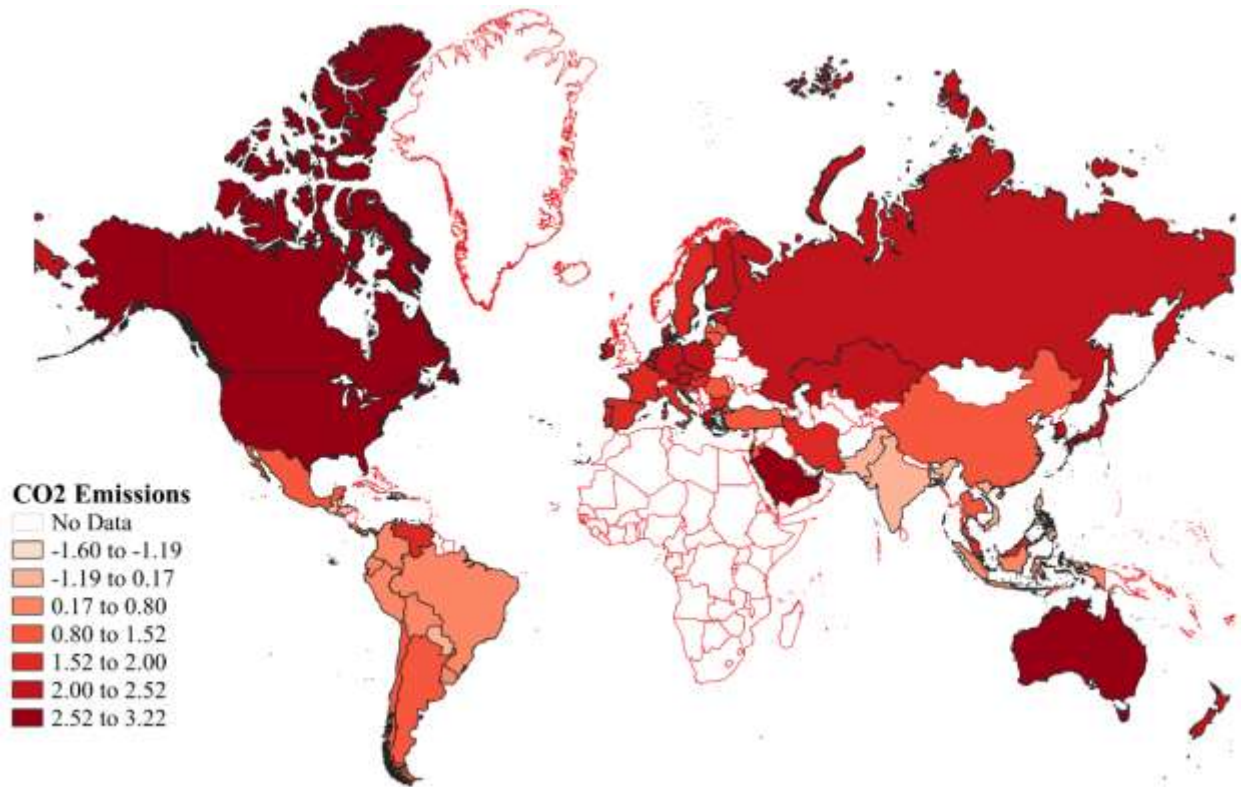 CO2 Emissions
No Data
-1.60 to -1.19
-1.19 to 0.17
0.17 to 0.80
0.80 to 1.52
1.52 to 2.00
2.00 to 2.52
2.52 to 3.22